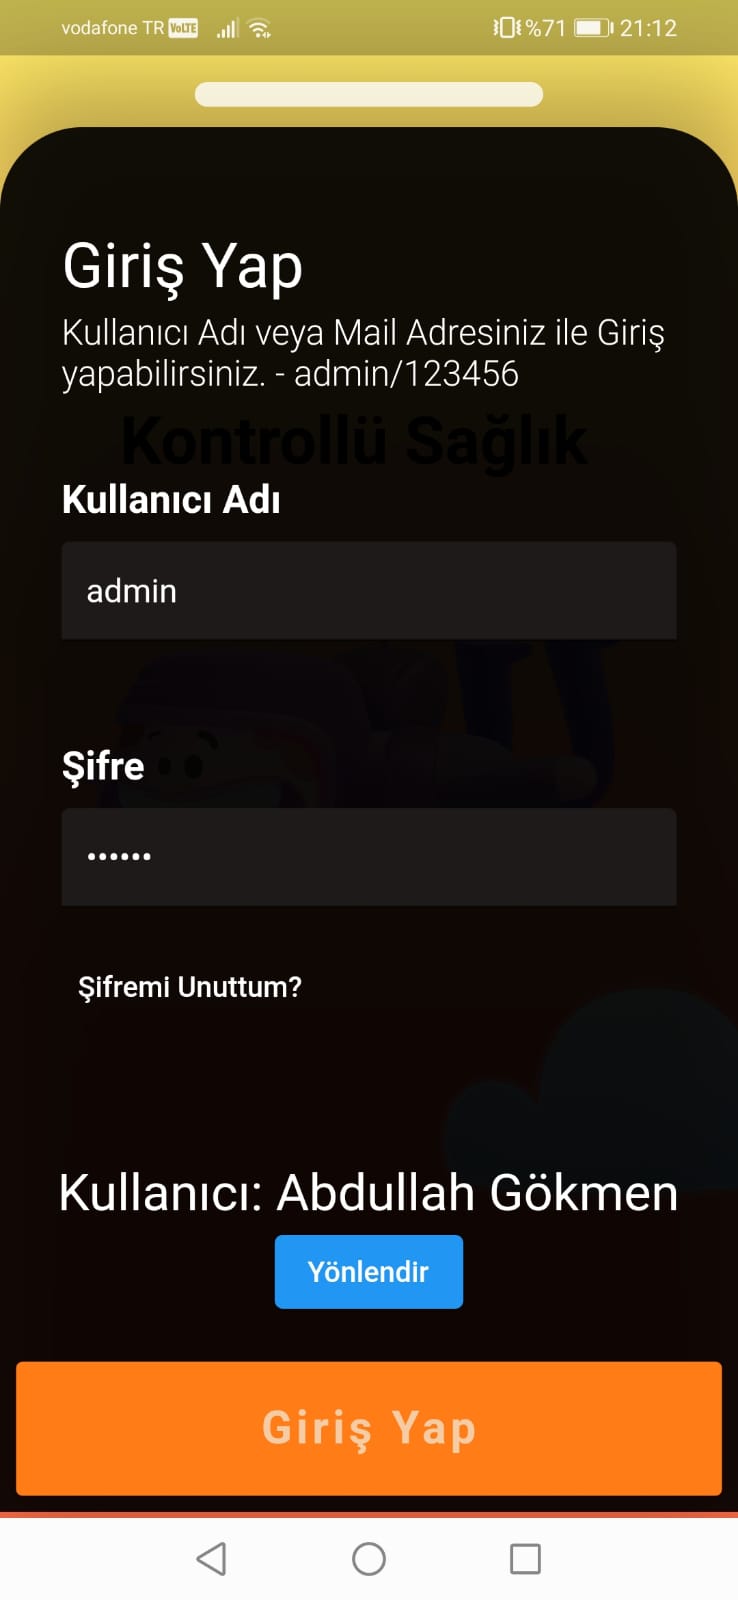 vodafone TR VoLTE %71 21:12
Giriş Yap
Kullanıcı Adı veya Mail Adresiniz ile Giriş
yapabilirsiniz. - admin/123456
Kontrollü Sağlık
Kullanıcı Adı
admin
Şifre
••••••
Şifremi Unuttum?
Kullanıcı: Abdullah Gökmen
Yönlendir
Giriş Yap